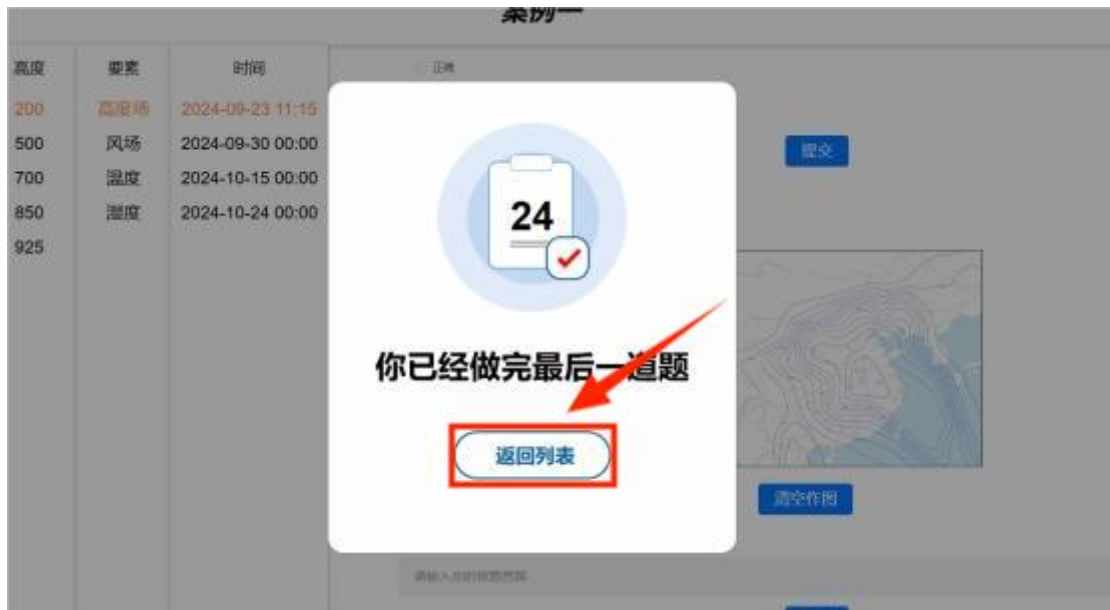 案例一
高度 要素 时间
正确
200 高度场 2024-09-23 11:15
500 风场 2024-09-30 00:00
700 温度 2024-10-15 00:00
850 湿度 2024-10-24 00:00
925
提交
24
你已经做完最后一道题
返回列表
清空作图